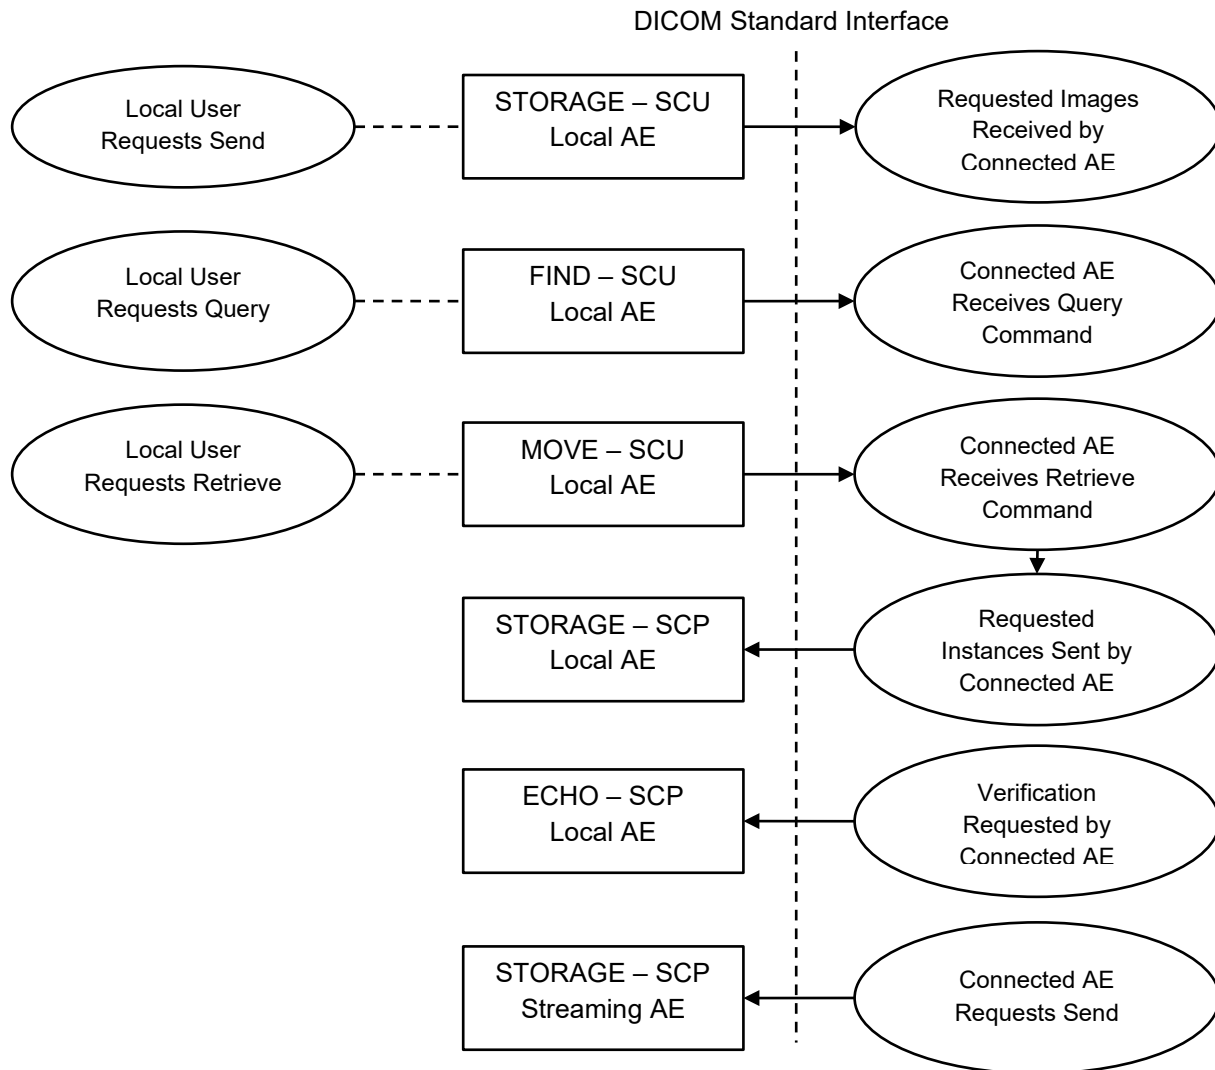 DICOM Standard Interface
Local User
Requests Send
STORAGE – SCU
Local AE
Requested Images
Received by
Connected AE
Local User
Requests Query
FIND – SCU
Local AE
Connected AE
Receives Query
Command
Local User
Requests Retrieve
MOVE – SCU
Local AE
Connected AE
Receives Retrieve
Command
STORAGE – SCP
Local AE
Requested
Instances Sent by
Connected AE
ECHO – SCP
Local AE
Verification
Requested by
Connected AE
STORAGE – SCP
Streaming AE
Connected AE
Requests Send